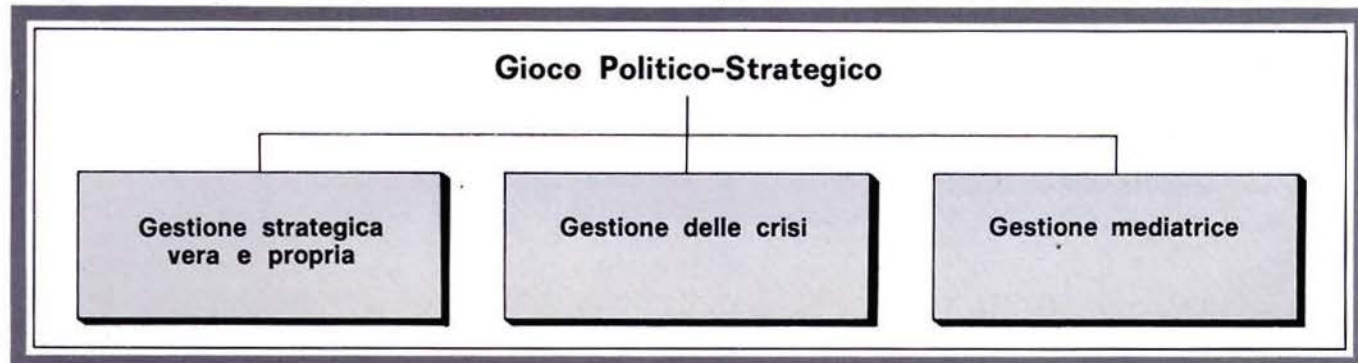 Gioco Politico-Strategico
Gestione strategica
vera e propria
Gestione delle crisi
Gestione mediatrice